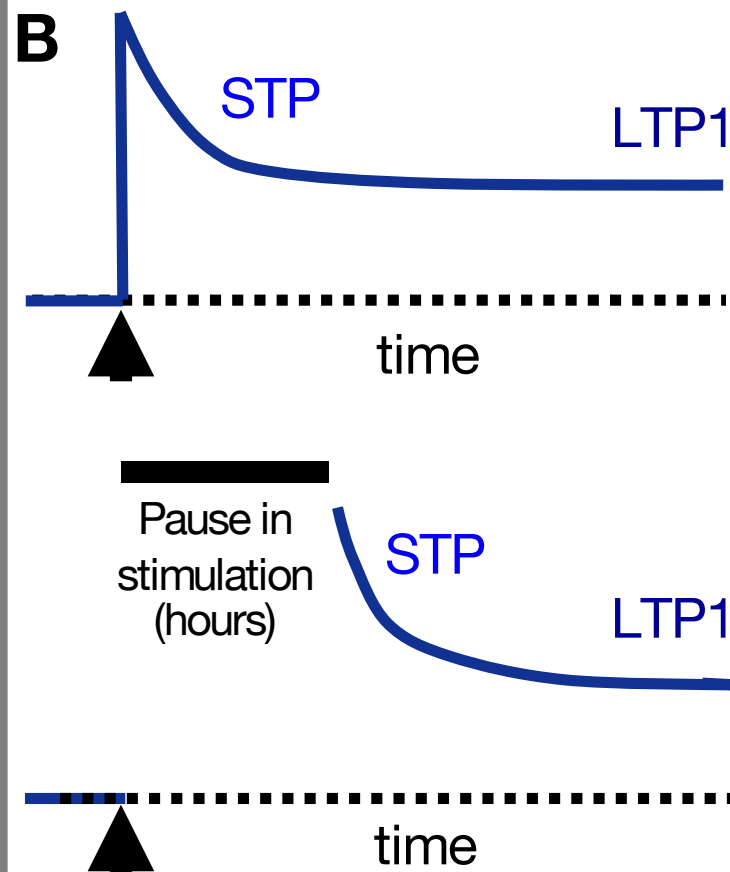 B
STP
LTP1
time
Pause in
stimulation
(hours)
STP
LTP1
time